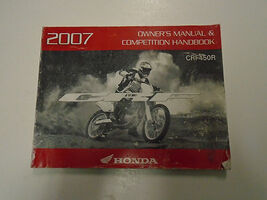 2007
OWNER'S MANUAL &
COMPETITION HANDBOOK
CRF450R
HONDA